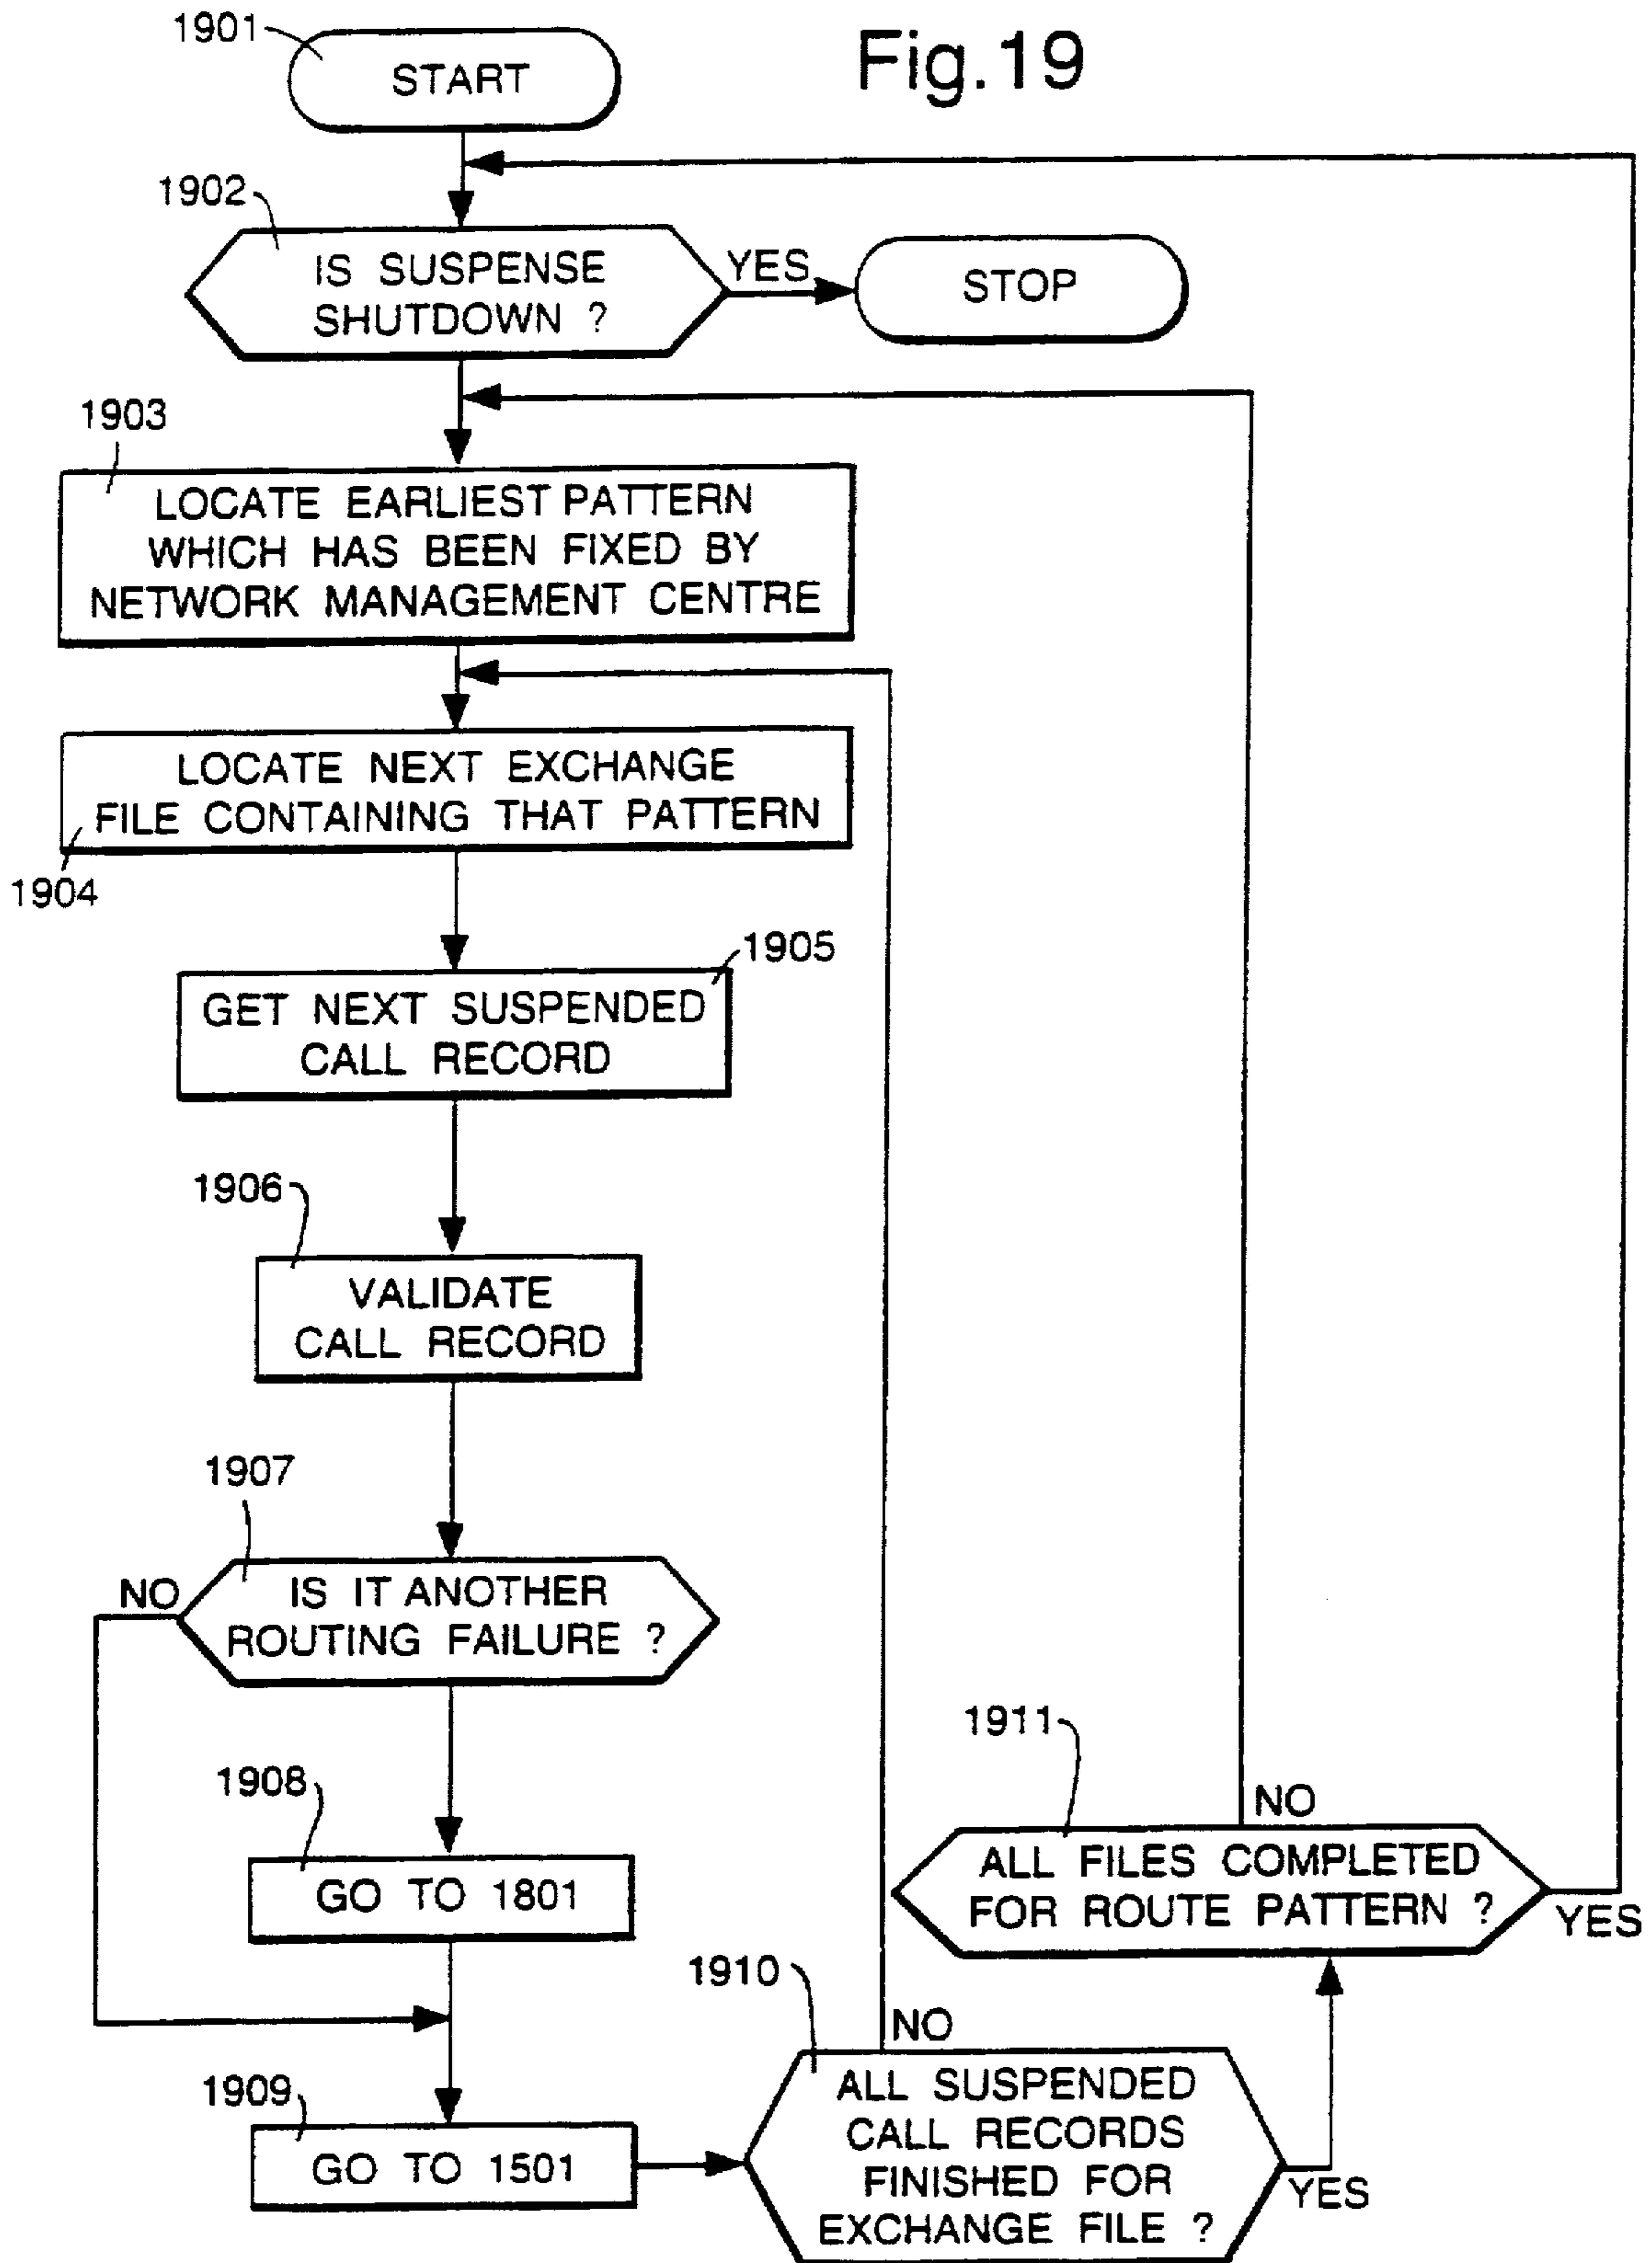 Fig.19
1901
START
1902
IS SUSPENSE
SHUTDOWN ?
YES
STOP
1903
LOCATE EARLIEST PATTERN
WHICH HAS BEEN FIXED BY
NETWORK MANAGEMENT CENTRE
LOCATE NEXT EXCHANGE
FILE CONTAINING THAT PATTERN
1904
1905
GET NEXT SUSPENDED
CALL RECORD
1906
VALIDATE
CALL RECORD
1907
NO
IS IT ANOTHER
ROUTING FAILURE ?
1908
GO TO 1801
1909
GO TO 1501
1910
NO
ALL SUSPENDED
CALL RECORDS
FINISHED FOR
EXCHANGE FILE ?
YES
1911
NO
ALL FILES COMPLETED
FOR ROUTE PATTERN ?
YES